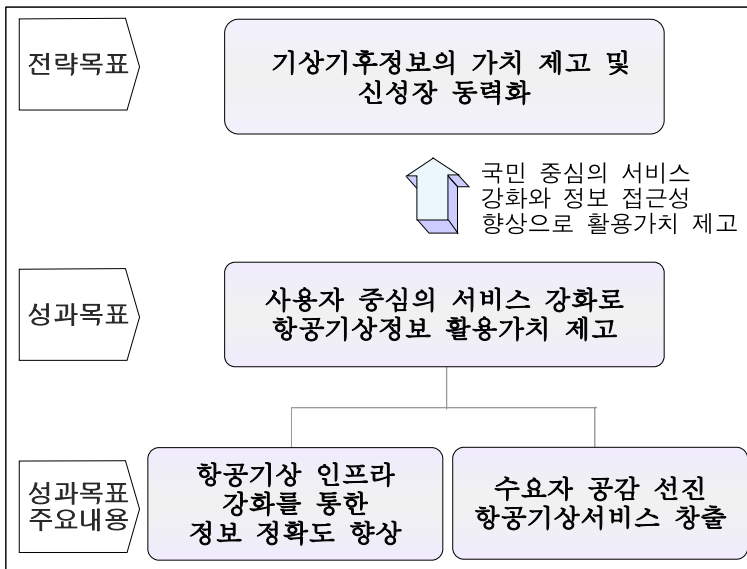 전략목표
기상기후정보의 가치 제고 및
신성장 동력화
국민 중심의 서비스
강화와 정보 접근성
향상으로 활용가치 제고
성과목표
사용자 중심의 서비스 강화로
항공기상정보 활용가치 제고
성과목표
주요내용
항공기상 인프라
강화를 통한
정보 정확도 향상
수요자 공감 선진
항공기상서비스 창출